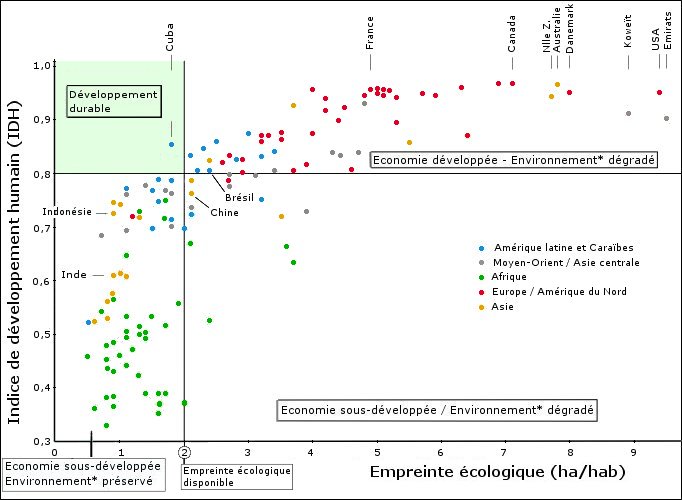 Cuba
France
Canada
Nlle Z.
Australie
Danemark
Koweït
USA
Emirats
Indice de développement humain (IDH)
1,0
0,9
0,8
0,7
0,6
0,5
0,4
0,3
Développement
durable
Economie développée - Environnement* dégradé
Brésil
Chine
Indonésie
Inde
Amérique latine et Caraïbes
Moyen-Orient / Asie centrale
Afrique
Europe / Amérique du Nord
Asie
Economie sous-développée / Environnement* dégradé
0 1 2 3 4 5 6 7 8 9
Economie sous-développée
Environnement* préservé
Empreinte écologique
disponible
Empreinte écologique (ha/hab)